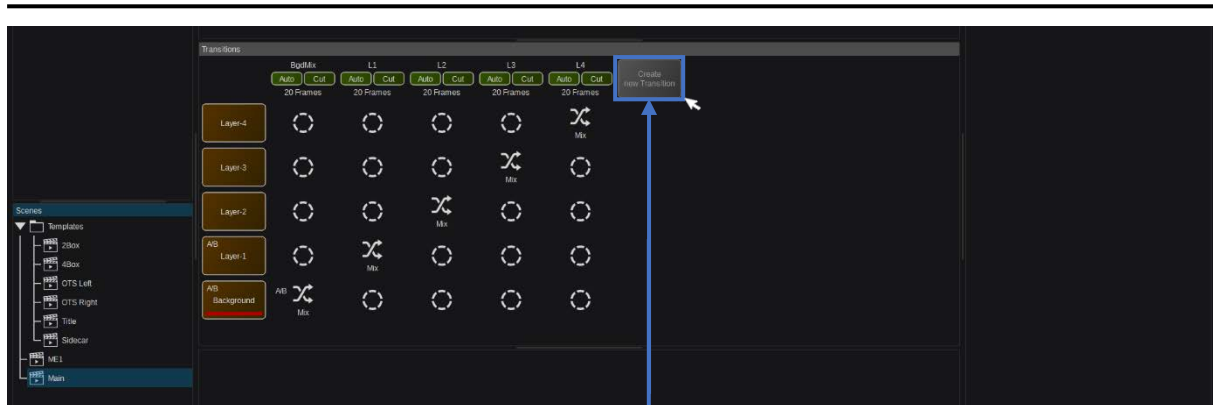 Transitions
BgdMix L1 L2 L3 L4
Auto Cut Auto Cut Auto Cut Auto Cut Auto Cut
Create
new Transition
20 Frames 20 Frames 20 Frames 20 Frames 20 Frames
Layer-4
Mix
Layer-3
Mix
Layer-2
Mix
A/B
Layer-1
Mix
A/B
Background
A/B
Mix
Scenes
Templates
2Box
4Box
OTS Left
OTS Right
Title
Sidecar
ME1
Main